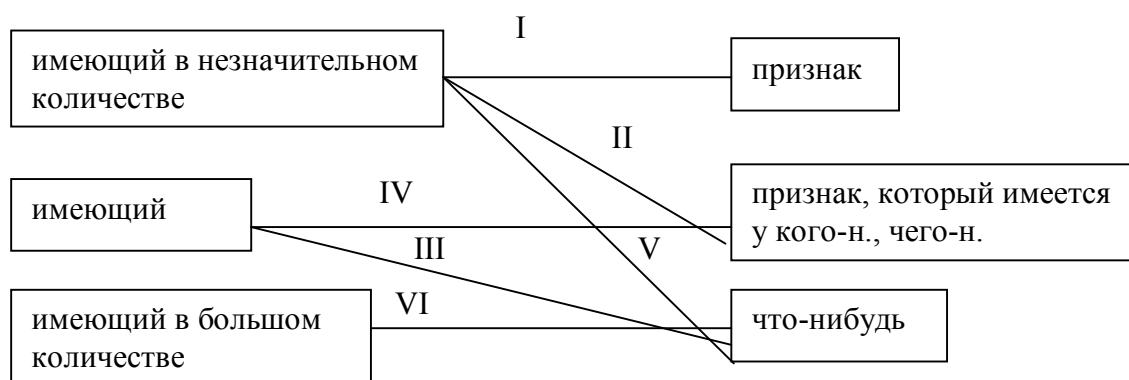 I
имеющий в незначительном
количестве
признак
II
имеющий
IV
признак, который имеется
у кого-н., чего-н.
III
V
имеющий в большом
количестве
VI
что-нибудь